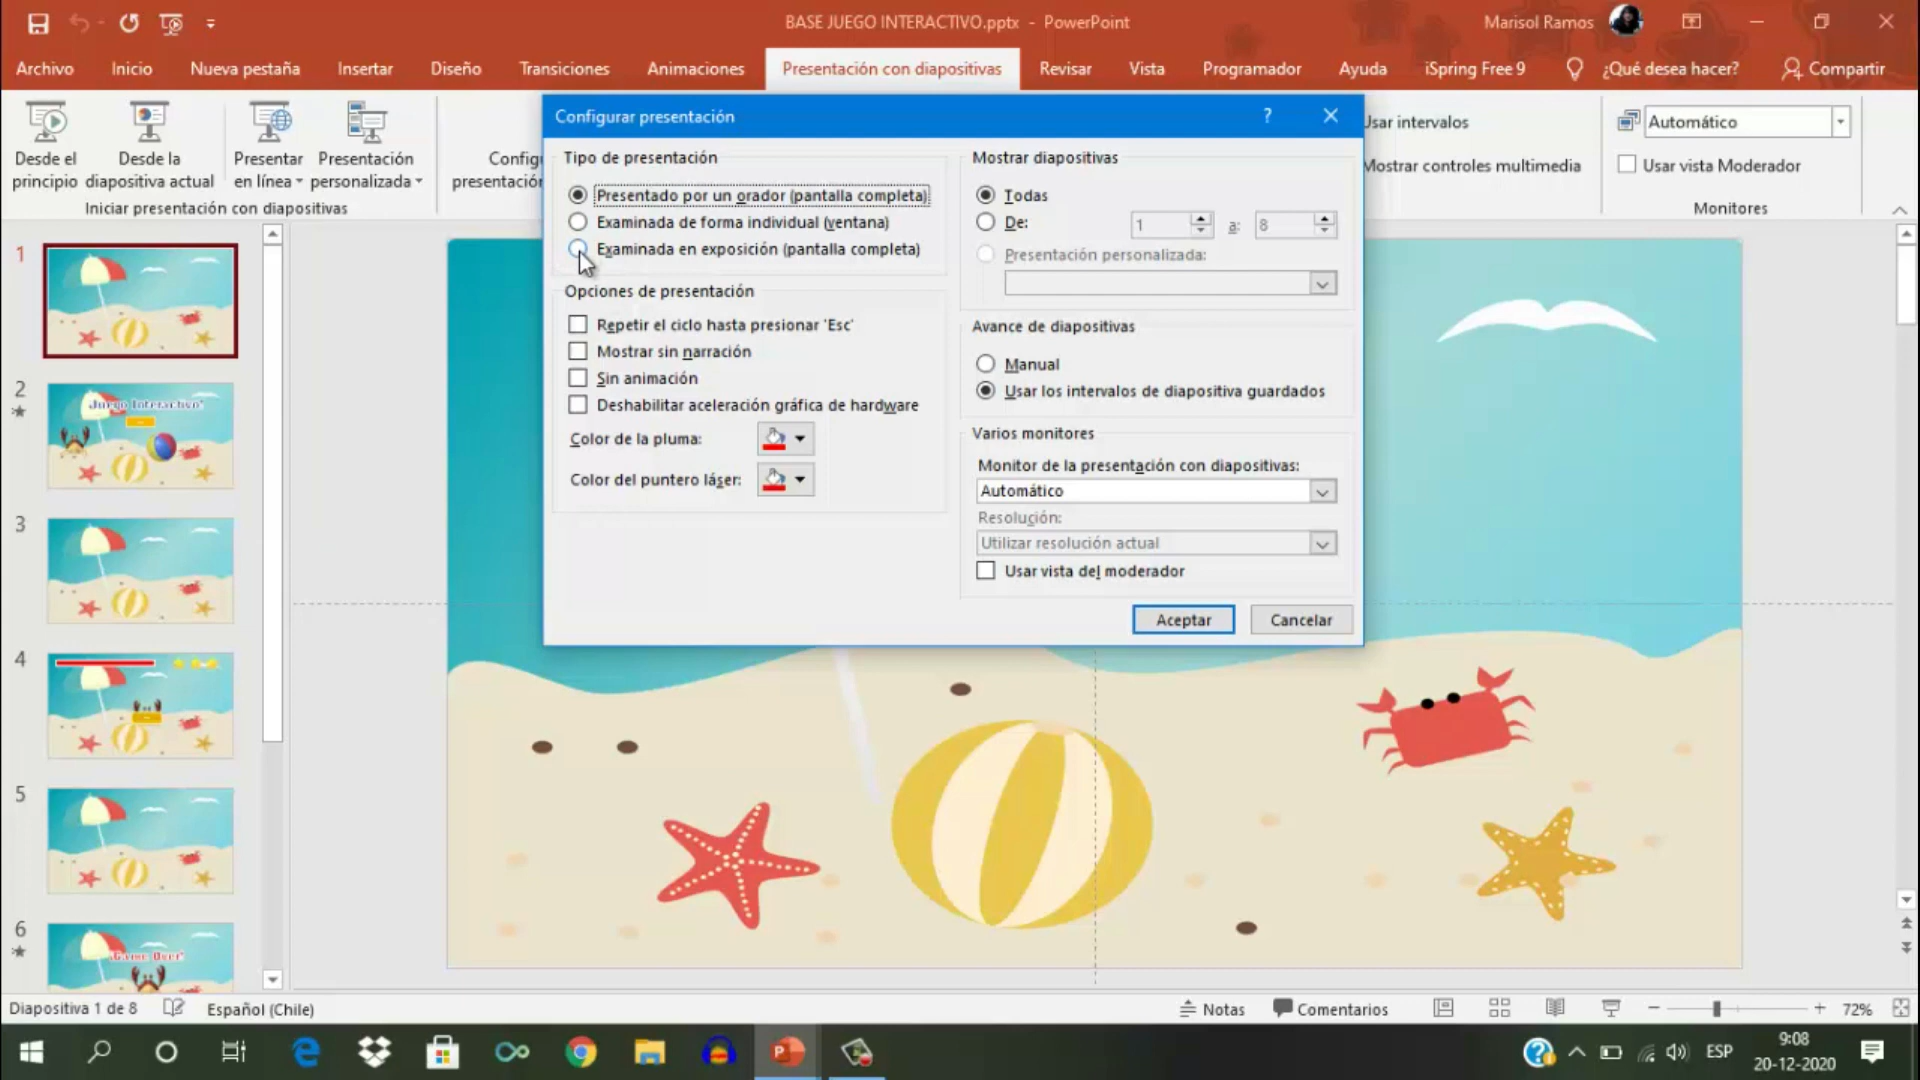 BASE JUEGO INTERACTIVO.pptx - PowerPoint
Marisol Ramos
Archivo
Inicio
Nueva pestaña
Insertar
Diseño
Transiciones
Animaciones
Presentación con diapositivas
Revisar
Vista
Programador
Ayuda
iSpring Free 9
¿Qué desea hacer?
Compartir
Desde el
principio
Desde la
diapositiva actual
Presentar
en línea
Presentación
personalizada
Iniciar presentación con diapositivas
Configu
presentación
Usar intervalos
Mostrar controles multimedia
Automático
Usar vista Moderador
Monitores
Configurar presentación
?
Tipo de presentación
Presentado por un orador (pantalla completa)
Examinada de forma individual (ventana)
Examinada en exposición (pantalla completa)
Opciones de presentación
Repetir el ciclo hasta presionar 'Esc'
Mostrar sin narración
Sin animación
Deshabilitar aceleración gráfica de hardware
Color de la pluma:
Color del puntero láser:
Mostrar diapositivas
Todas
De: 1 a: 8
Presentación personalizada:
Avance de diapositivas
Manual
Usar los intervalos de diapositiva guardados
Varios monitores
Monitor de la presentación con diapositivas:
Automático
Resolución:
Utilizar resolución actual
Usar vista del moderador
Aceptar
Cancelar
1
2
Juego Interactivo!
3
4
5
6
¡Game Over!
Diapositiva 1 de 8
Español (Chile)
Notas
Comentarios
72%
ESP
9:08
20-12-2020